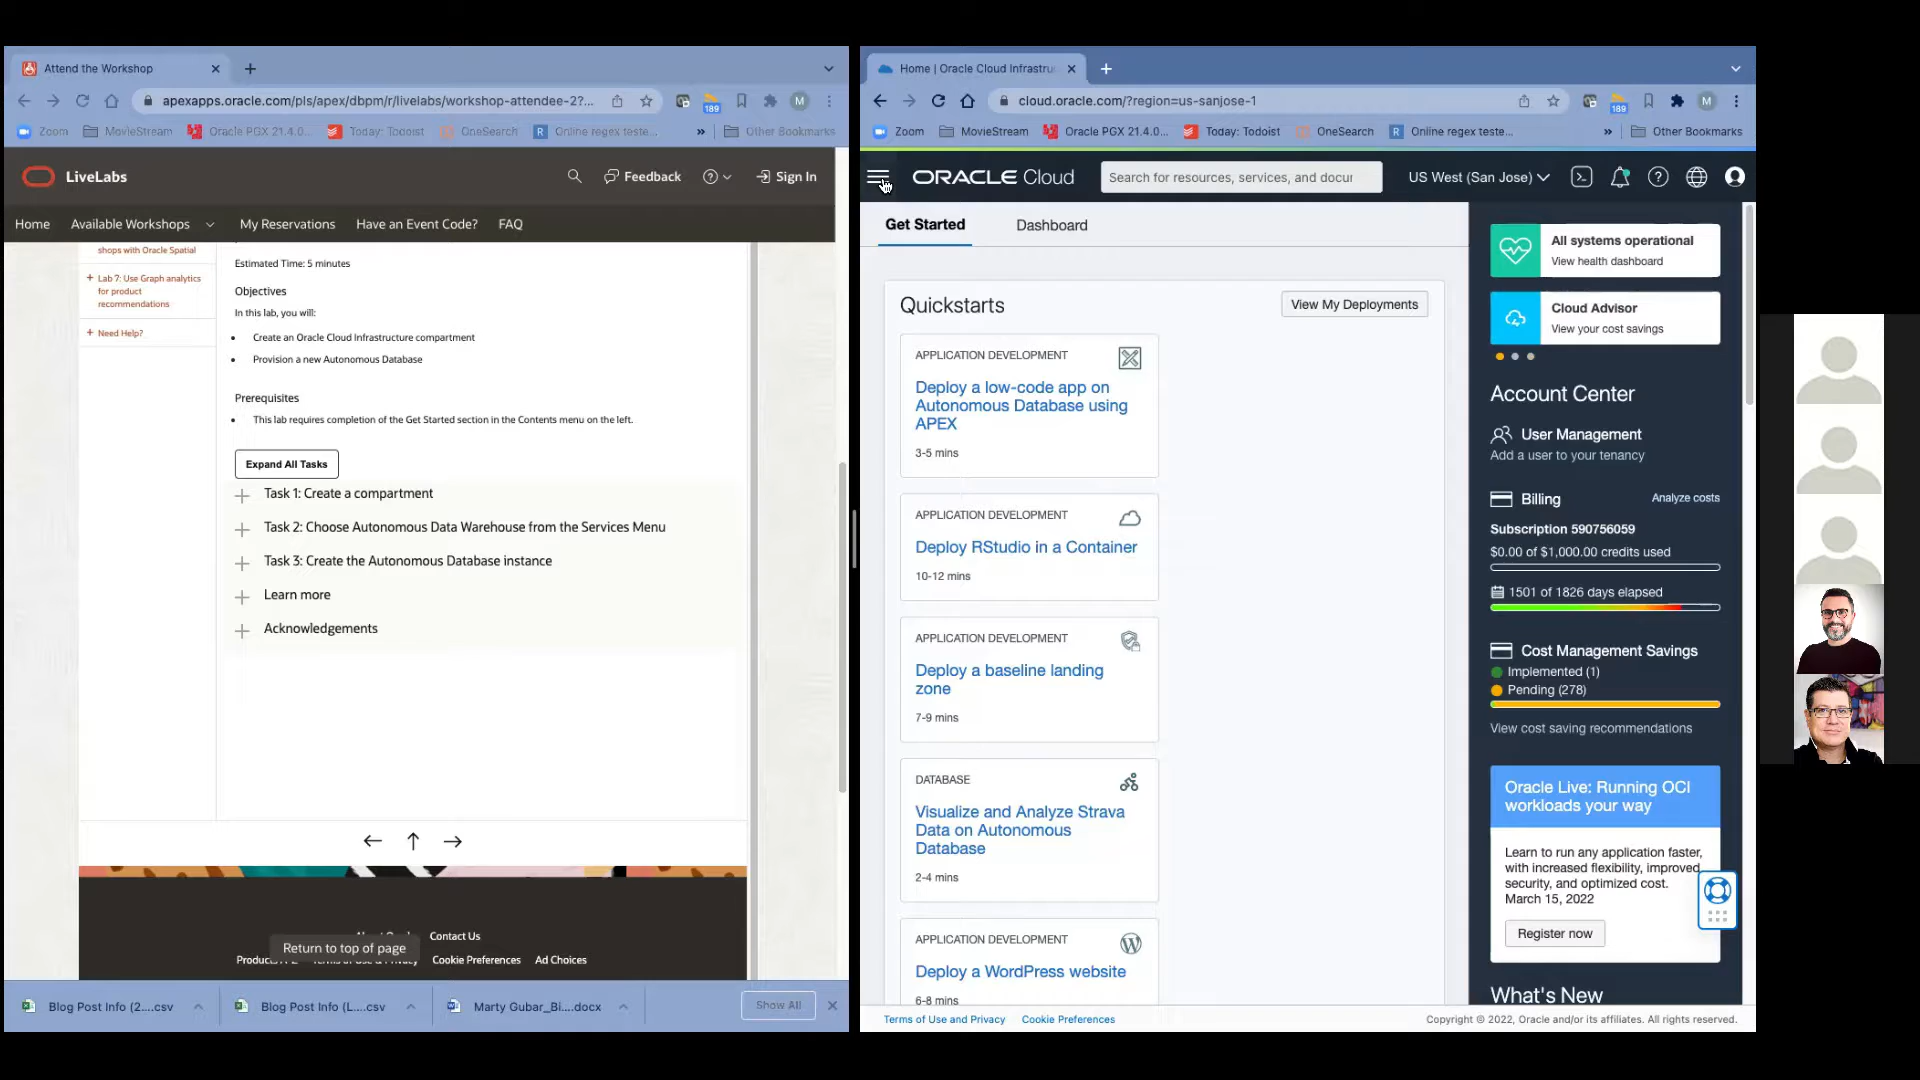 Attend the Workshop
apexapps.oracle.com/pls/apex/dbpm/r/livelabs/workshop-attendee-2?...
189
M
Zoom
MovieStream
Oracle PGX 21.4.0...
Today: Todoist
OneSearch
Online regex teste...
»
Other Bookmarks
LiveLabs
Feedback
Sign In
Home
Available Workshops
My Reservations
Have an Event Code?
FAQ
shops with Oracle Spatial
+ Lab 7: Use Graph analytics
for product
recommendations
+ Need Help?
Estimated Time: 5 minutes
Objectives
In this lab, you will:
• Create an Oracle Cloud Infrastructure compartment
• Provision a new Autonomous Database
Prerequisites
• This lab requires completion of the Get Started section in the Contents menu on the left.
Expand All Tasks
Task 1: Create a compartment
Task 2: Choose Autonomous Data Warehouse from the Services Menu
Task 3: Create the Autonomous Database instance
Learn more
Acknowledgements
Contact Us
Return to top of page
Cookie Preferences
Ad Choices
Blog Post Info (2....csv
Blog Post Info (L....csv
Marty Gubar_Bi....docx
Show All
Home | Oracle Cloud Infrastru
cloud.oracle.com/?region=us-sanjose-1
189
M
Zoom
MovieStream
Oracle PGX 21.4.0...
Today: Todoist
OneSearch
R
Online regex teste...
»
Other Bookmarks
ORACLE Cloud
Search for resources, services, and docur
US West (San Jose)
Get Started
Dashboard
Quickstarts
View My Deployments
APPLICATION DEVELOPMENT
Deploy a low-code app on
Autonomous Database using
APEX
3-5 mins
APPLICATION DEVELOPMENT
Deploy RStudio in a Container
10-12 mins
APPLICATION DEVELOPMENT
Deploy a baseline landing
zone
7-9 mins
DATABASE
Visualize and Analyze Strava
Data on Autonomous
Database
2-4 mins
APPLICATION DEVELOPMENT
Deploy a WordPress website
6-8 mins
All systems operational
View health dashboard
Cloud Advisor
View your cost savings
Account Center
User Management
Add a user to your tenancy
Billing
Analyze costs
Subscription 590756059
$0.00 of $1,000.00 credits used
1501 of 1826 days elapsed
Cost Management Savings
Implemented (1)
Pending (278)
View cost saving recommendations
Oracle Live: Running OCI
workloads your way
Learn to run any application faster,
with increased flexibility, improved
security, and optimized cost.
March 15, 2022
Register now
What's New
Terms of Use and Privacy
Cookie Preferences
Copyright © 2022, Oracle and/or its affiliates. All rights reserved.